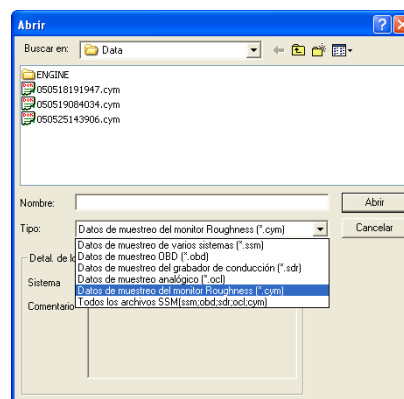 Abrir
Buscar en: Data
ENGINE
050518191947.cym
050519084034.cym
050525143906.cym
Nombre: Abrir
Tipo: Datos de muestreo del monitor Roughness (*.cym) Cancelar
Datos de muestreo de varios sistemas (*.ssm)
Detal. de lo Datos de muestreo OBD (*.obd)
Datos de muestreo del grabador de conducción (*.sdr)
Sistema Datos de muestreo analógico (*.ocl)
Datos de muestreo del monitor Roughness (*.cym)
Comentario Todos los archivos SSM(ssm;obd;sdr;ocl;cym)